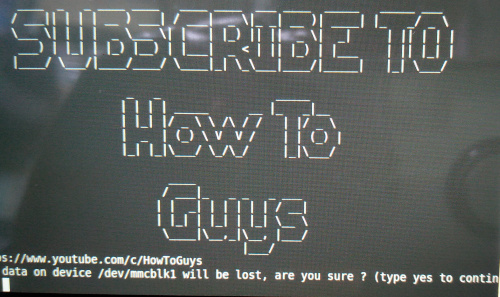 SUBSCRIBE TO
How To
Guys
ps://www.youtube.com/c/HowToGuys
data on device /dev/mmcblk1 will be lost, are you sure ? (type yes to contin